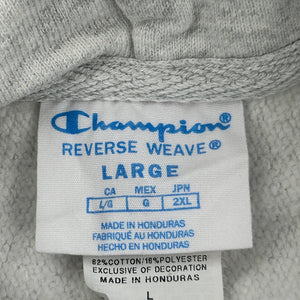 Champion®
REVERSE WEAVE®
LARGE
CA MEX JPN
L/G G 2XL
MADE IN HONDURAS
FABRIQUÉ AU HONDURAS
HECHO EN HONDURAS
82%COTTON/18%POLYESTER
EXCLUSIVE OF DECORATION
MADE IN HONDURAS
L